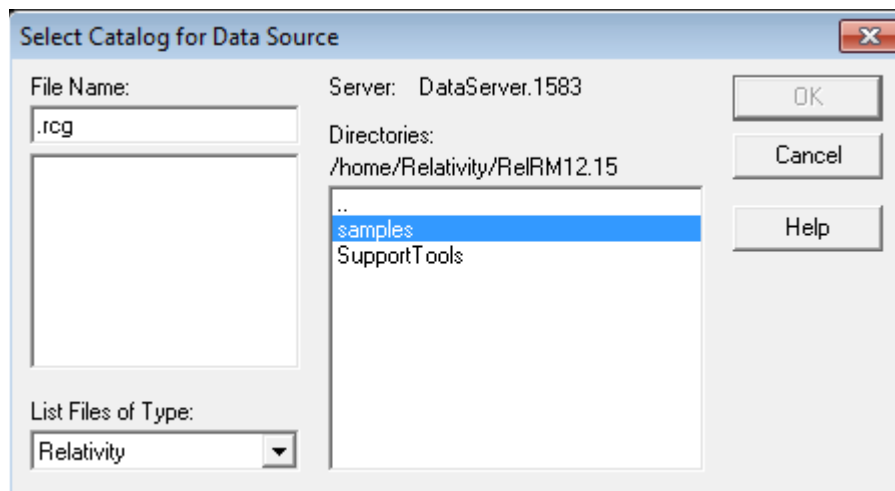 Select Catalog for Data Source
File Name:
.rcg
List Files of Type:
Relativity
Server: DataServer.1583
Directories:
/home/Relativity/RelRM12.15
..
samples
SupportTools
OK
Cancel
Help